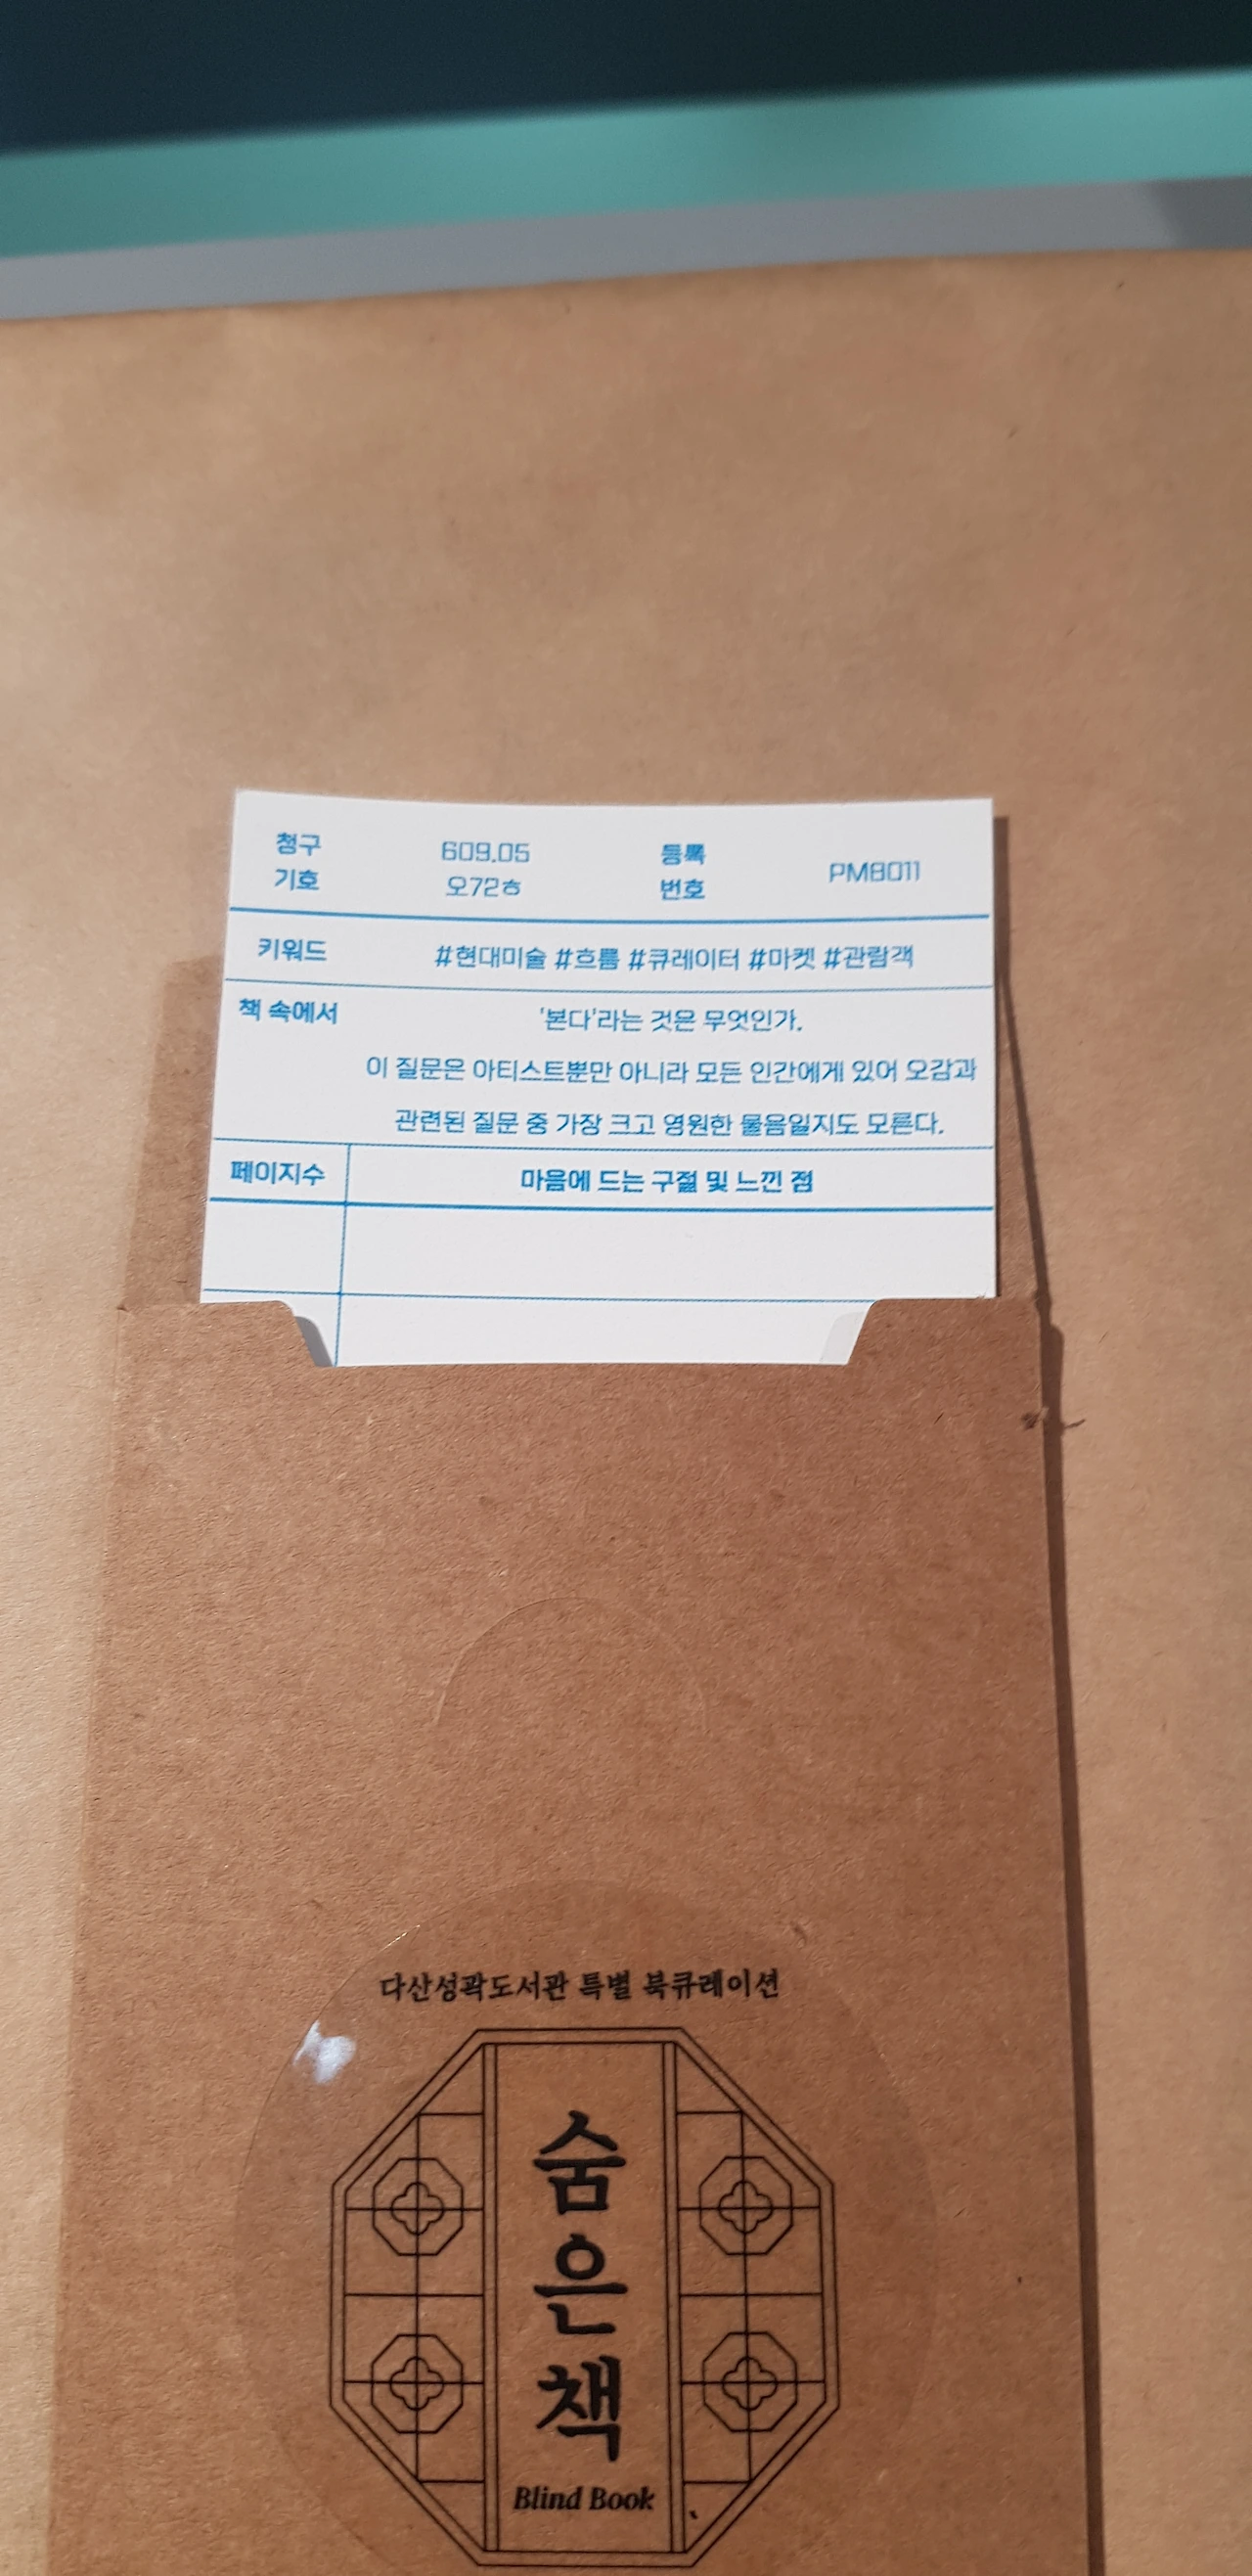 청구 기호 609.05 오72ㅎ 등록 번호 PM8011
키워드 #현대미술 #흐름 #큐레이터 #마켓 #관람객
책 속에서 '본다'라는 것은 무엇인가.
이 질문은 아티스트뿐만 아니라 모든 인간에게 있어 오감과
관련된 질문 중 가장 크고 영원한 물음일지도 모른다.
페이지수 마음에 드는 구절 및 느낀 점
다산성곽도서관 특별 북큐레이션
숨
은
책
Blind Book